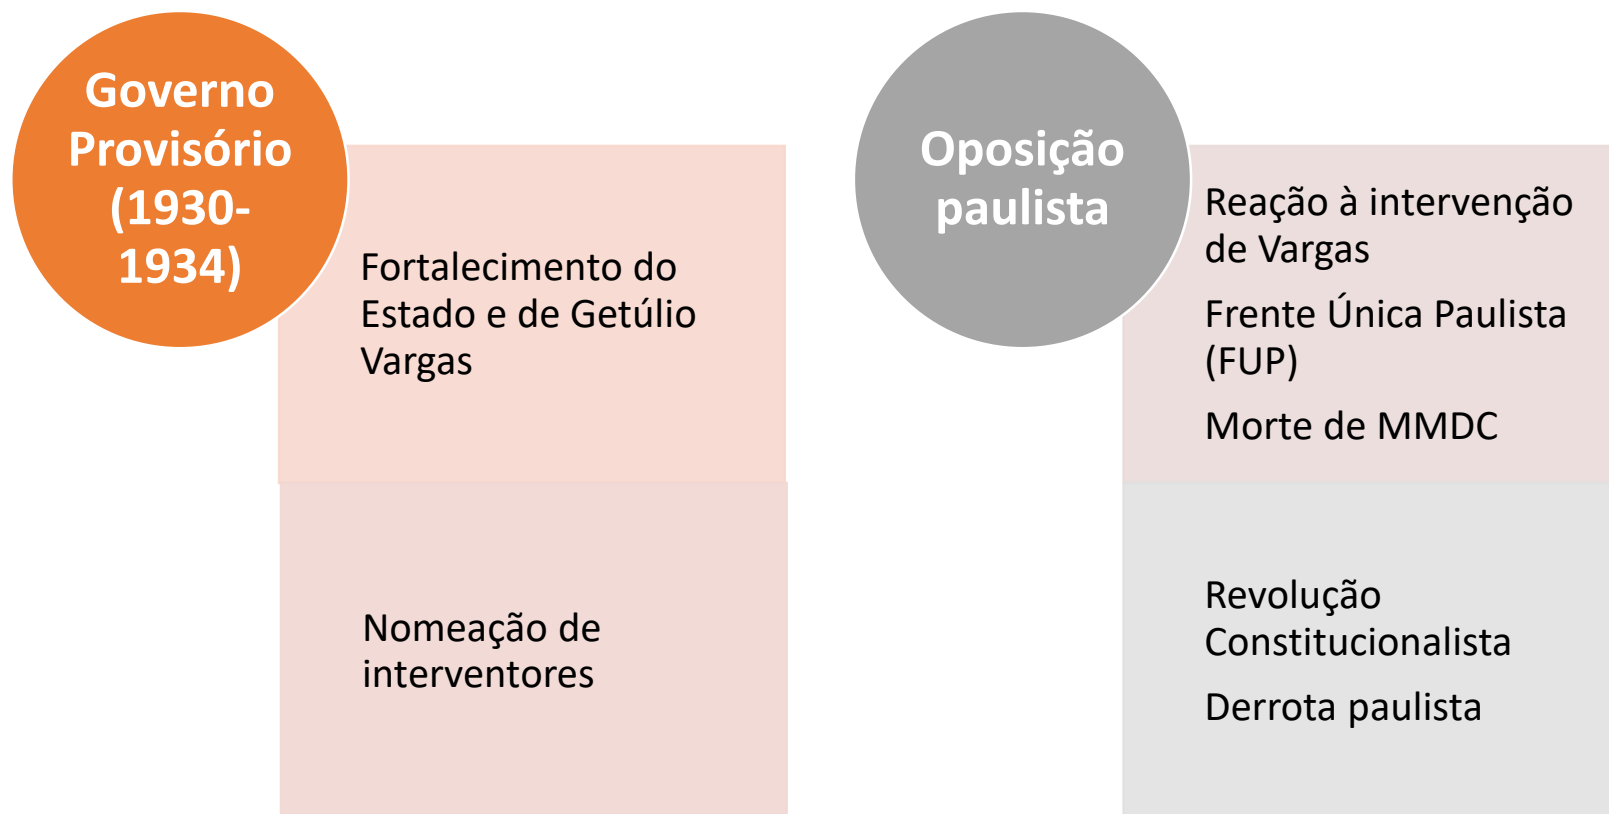 Governo
Provisório
(1930-
1934)
Fortalecimento do
Estado e de Getúlio
Vargas
Nomeação de
interventores
Oposição
paulista
Reação à intervenção
de Vargas
Frente Única Paulista
(FUP)
Morte de MMDC
Revolução
Constitucionalista
Derrota paulista